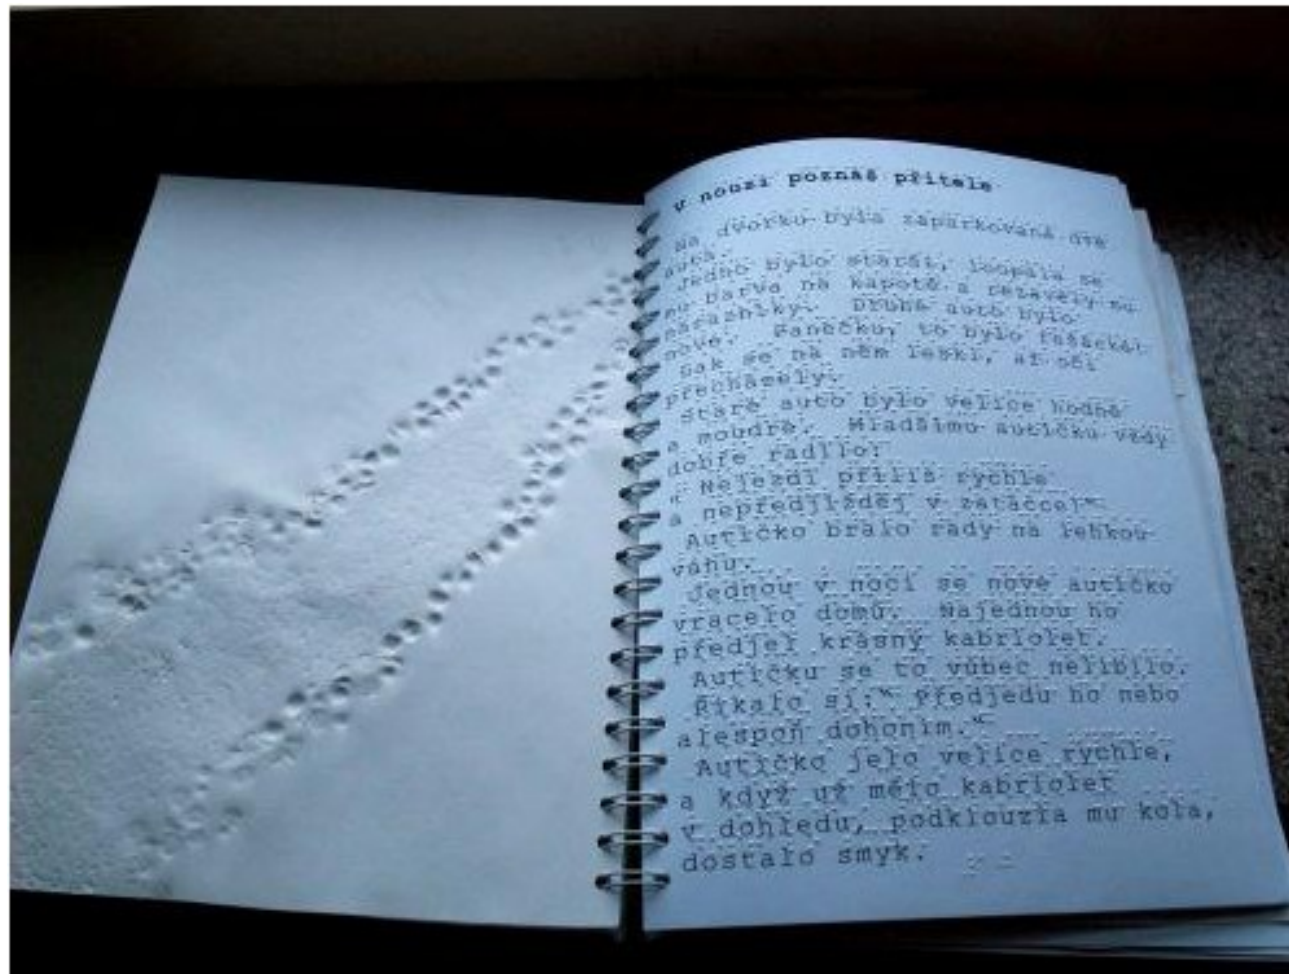 V nouzi poznáš přítele
Na dvorku byla zaparkovaná dvě
auta.
Jedno bylo starší, loupala se
mu barva na kapotě a rezavěly mu
nárazníky. Druhé auto bylo
nové. Panečku, to bylo fešácké!
Lak se na něm leskl, až oči
přecházely.
Staré auto bylo velice hodné
a moudré. Mladšímu autíčku vždy
dobře radilo:
" Nejezdi příliš rychle
a nepředjížděj v zatáčce!"
Autíčko bralo rady na lehkou
váhu.
Jednou v noci se nové autíčko
vracelo domů. Najednou ho
předjel krásný kabriolet.
Autíčku se to vůbec nelíbilo.
Říkalo si:" Předjedu ho nebo
alespoň dohoním."
Autíčko jelo velice rychle,
a když už mělo kabriolet
v dohledu, podklouzla mu kola,
dostalo smyk.